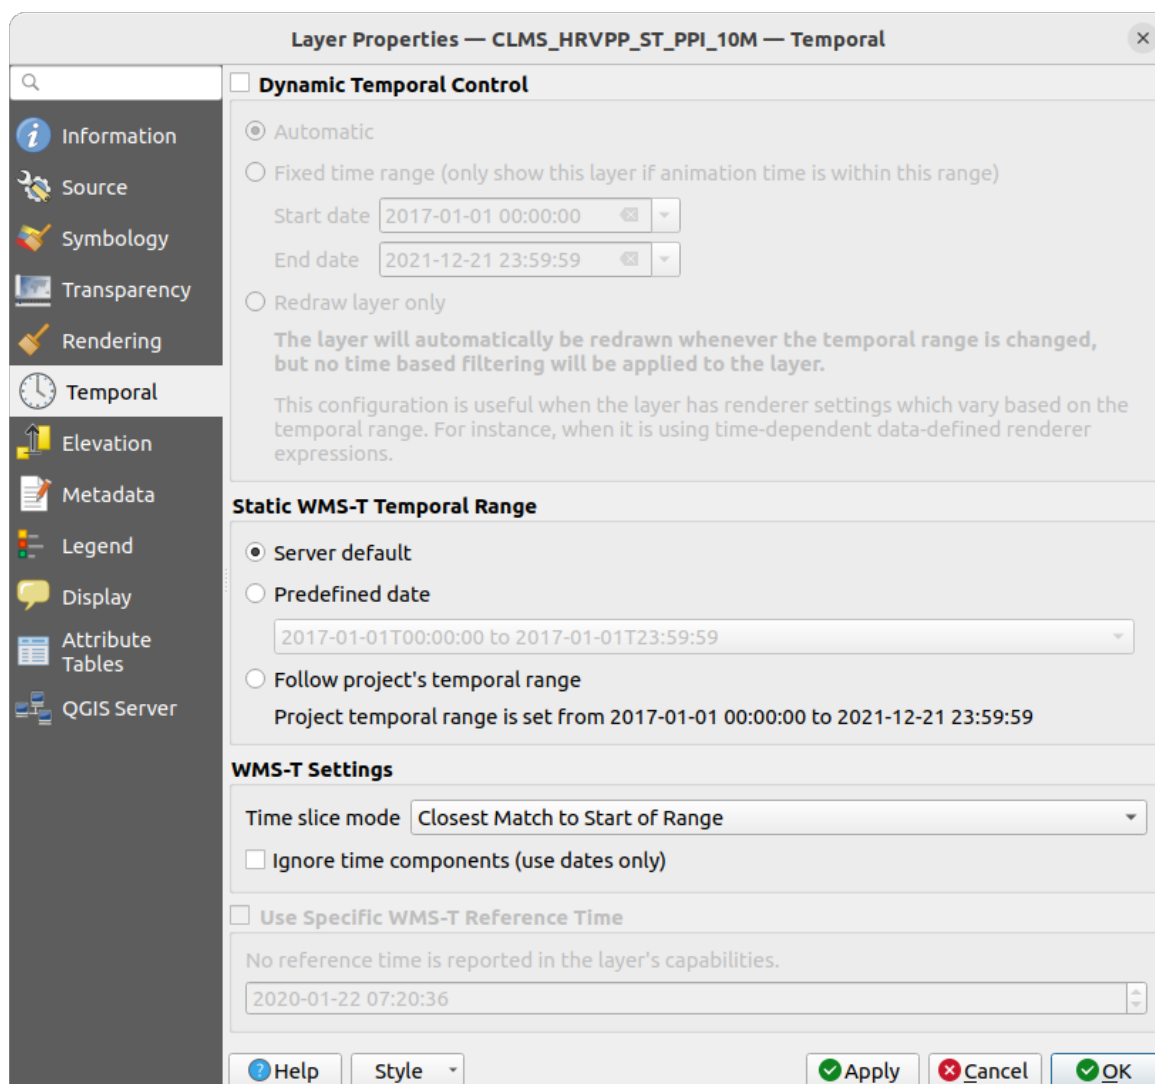 Layer Properties — CLMS_HRVPP_ST_PPI_10M — Temporal
Information
Source
Symbology
Transparency
Rendering
Temporal
Elevation
Metadata
Legend
Display
Attribute
Tables
QGIS Server
Dynamic Temporal Control
Automatic
Fixed time range (only show this layer if animation time is within this range)
Start date 2017-01-01 00:00:00
End date 2021-12-21 23:59:59
Redraw layer only
The layer will automatically be redrawn whenever the temporal range is changed,
but no time based filtering will be applied to the layer.
This configuration is useful when the layer has renderer settings which vary based on the
temporal range. For instance, when it is using time-dependent data-defined renderer
expressions.
Static WMS-T Temporal Range
Server default
Predefined date
2017-01-01T00:00:00 to 2017-01-01T23:59:59
Follow project's temporal range
Project temporal range is set from 2017-01-01 00:00:00 to 2021-12-21 23:59:59
WMS-T Settings
Time slice mode Closest Match to Start of Range
Ignore time components (use dates only)
Use Specific WMS-T Reference Time
No reference time is reported in the layer's capabilities.
2020-01-22 07:20:36
Help Style Apply Cancel OK